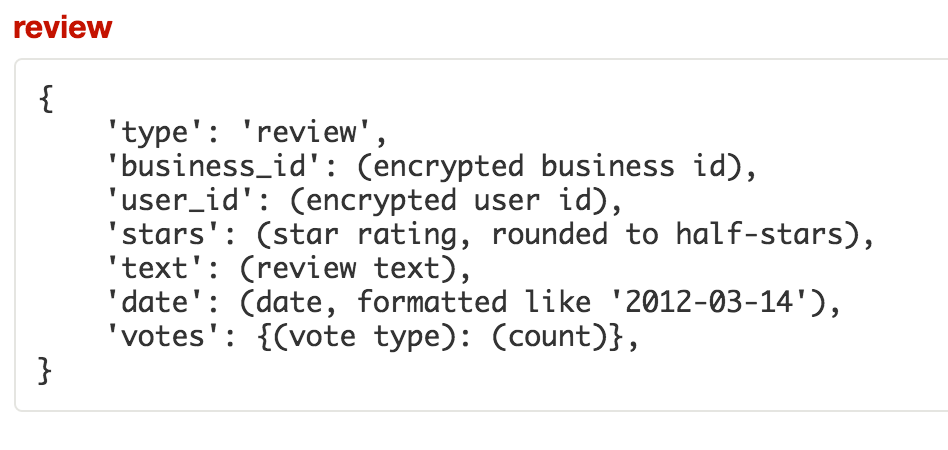 review
{
    'type': 'review',
    'business_id': (encrypted business id),
    'user_id': (encrypted user id),
    'stars': (star rating, rounded to half-stars),
    'text': (review text),
    'date': (date, formatted like '2012-03-14'),
    'votes': {(vote type): (count)},
}